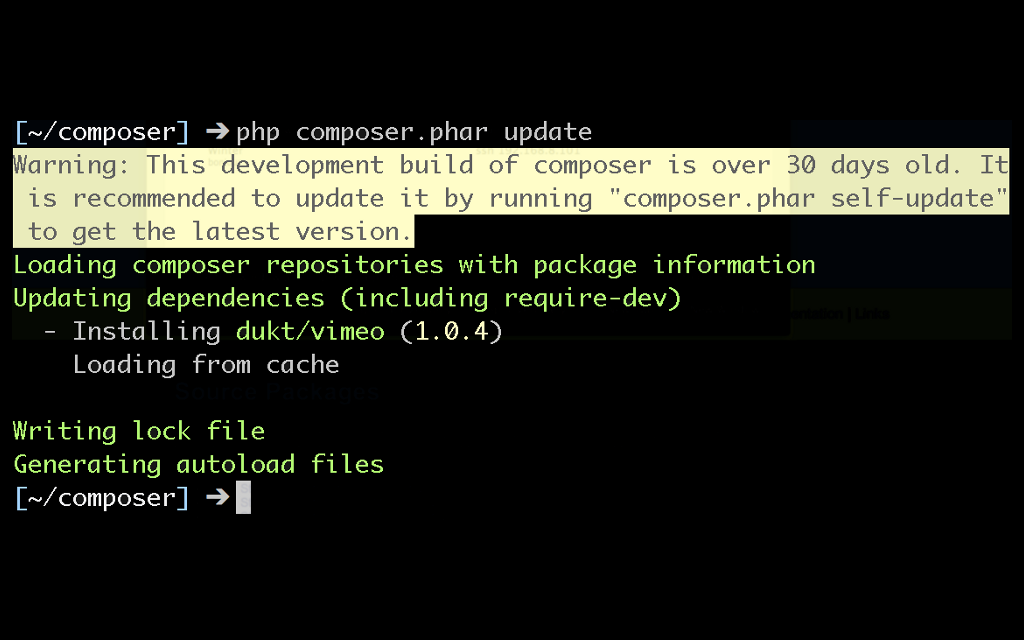 [~/composer] ➔ php composer.phar update
Warning: This development build of composer is over 30 days old. It
is recommended to update it by running "composer.phar self-update"
to get the latest version.
Loading composer repositories with package information
Updating dependencies (including require-dev)
- Installing dukt/vimeo (1.0.4)
Loading from cache
Source Packages
Writing lock file
Generating autoload files
[~/composer] ➔